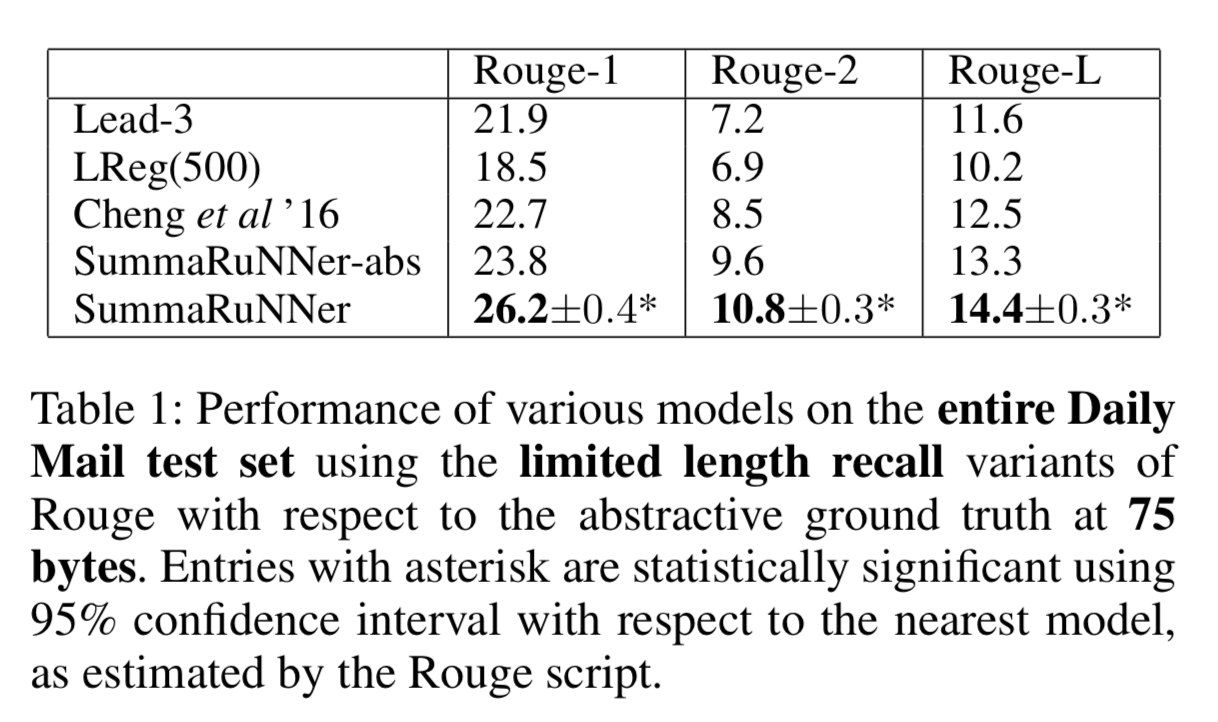 Rouge-1 Rouge-2 Rouge-L
Lead-3 21.9 7.2 11.6
LReg(500) 18.5 6.9 10.2
Cheng et al ’16 22.7 8.5 12.5
SummaRuNNer-abs 23.8 9.6 13.3
SummaRuNNer 26.2±0.4* 10.8±0.3* 14.4±0.3*
Table 1: Performance of various models on the entire Daily
Mail test set using the limited length recall variants of
Rouge with respect to the abstractive ground truth at 75
bytes. Entries with asterisk are statistically significant using
95% confidence interval with respect to the nearest model,
as estimated by the Rouge script.